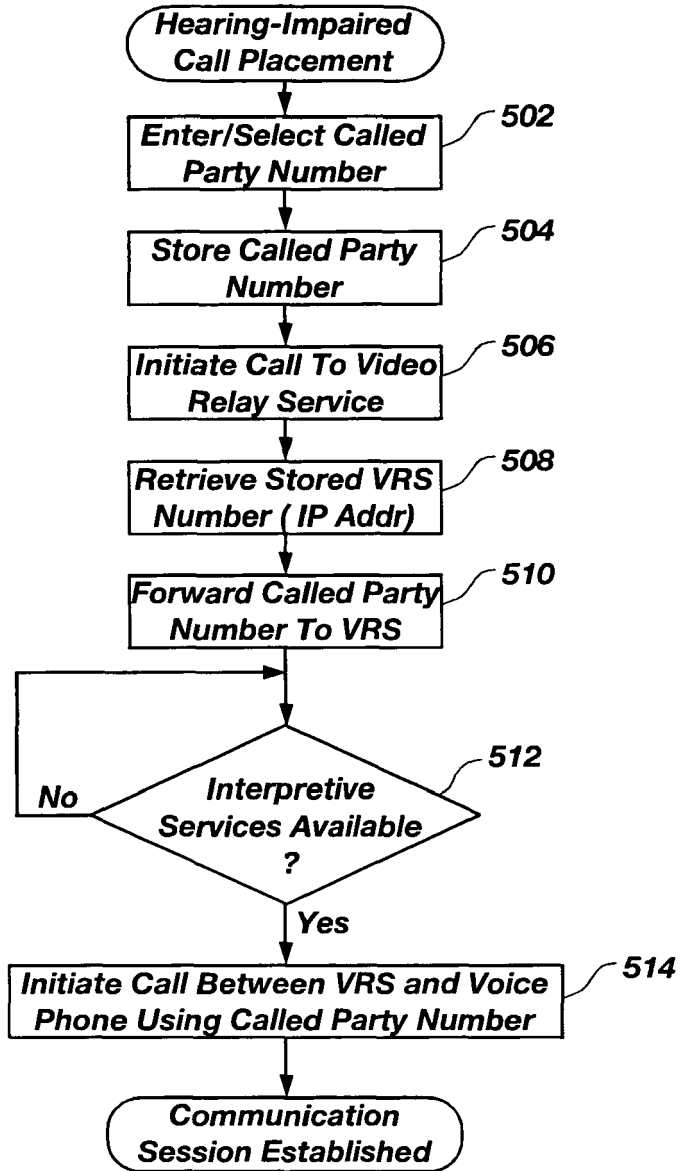 Hearing-Impaired
Call Placement
502
Enter/Select Called
Party Number
504
Store Called Party
Number
506
Initiate Call To Video
Relay Service
508
Retrieve Stored VRS
Number ( IP Addr)
510
Forward Called Party
Number To VRS
512
No
Interpretive
Services Available
?
Yes
514
Initiate Call Between VRS and Voice
Phone Using Called Party Number
Communication
Session Established